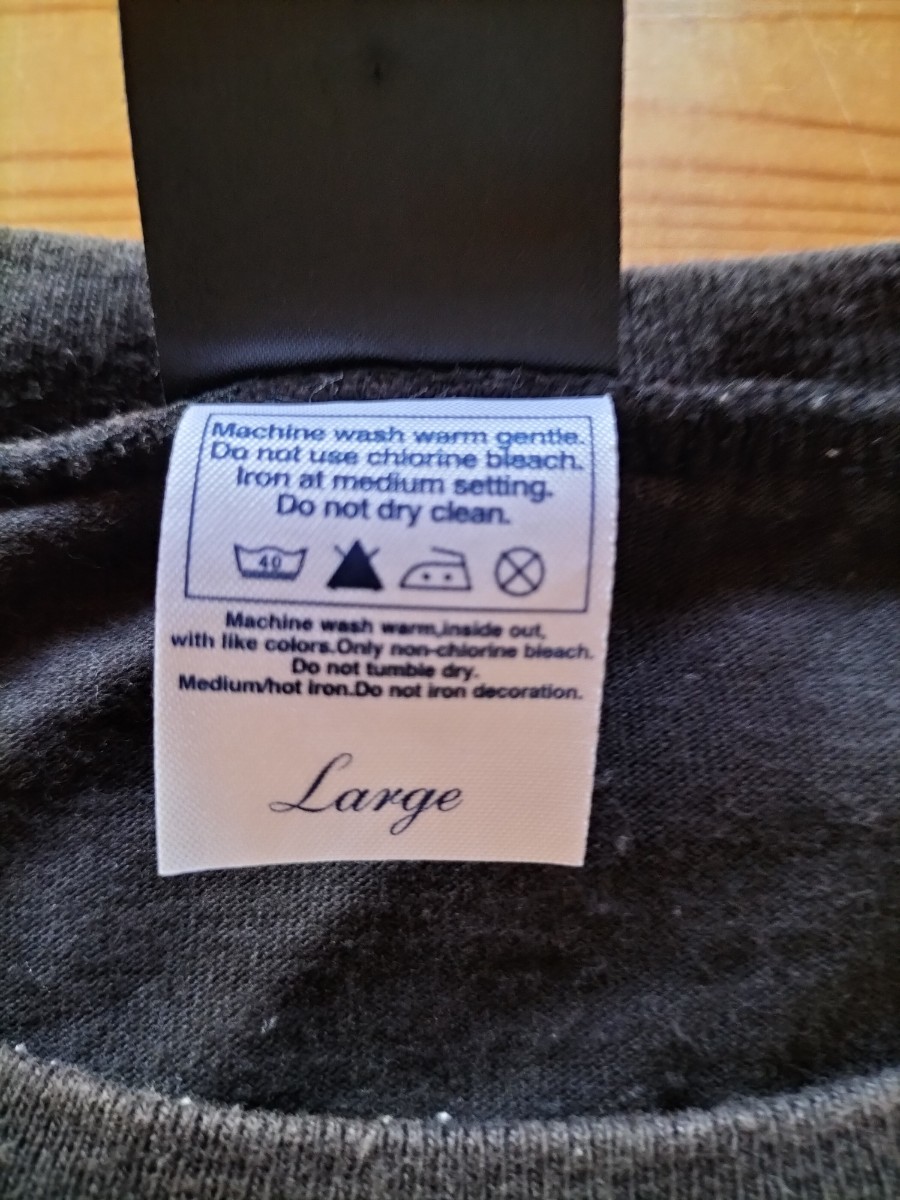 Machine wash warm gentle.
Do not use chlorine bleach.
Iron at medium setting.
Do not dry clean.
40
Machine wash warm,inside out,
with like colors.Only non-chlorine bleach.
Do not tumble dry.
Medium/hot iron.Do not iron decoration.
Large